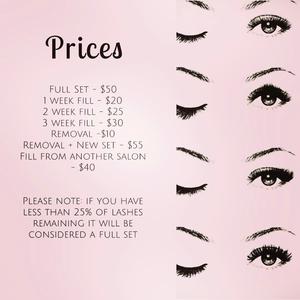 Prices
Full Set - $50
1 week fill - $20
2 week fill - $25
3 week fill - $30
Removal -$10
Removal + New set - $55
Fill from another salon
- $40
Please note: if you have
less than 25% of lashes
remaining it will be
considered a full set